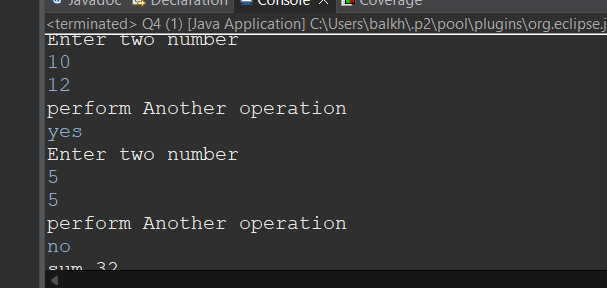 Javadoc Declaration Console Coverage
<terminated> Q4 (1) [Java Application] C:\Users\balkh\.p2\pool\plugins\org.eclipse.j
Enter two number
10
12
perform Another operation
yes
Enter two number
5
5
perform Another operation
no
sum 32